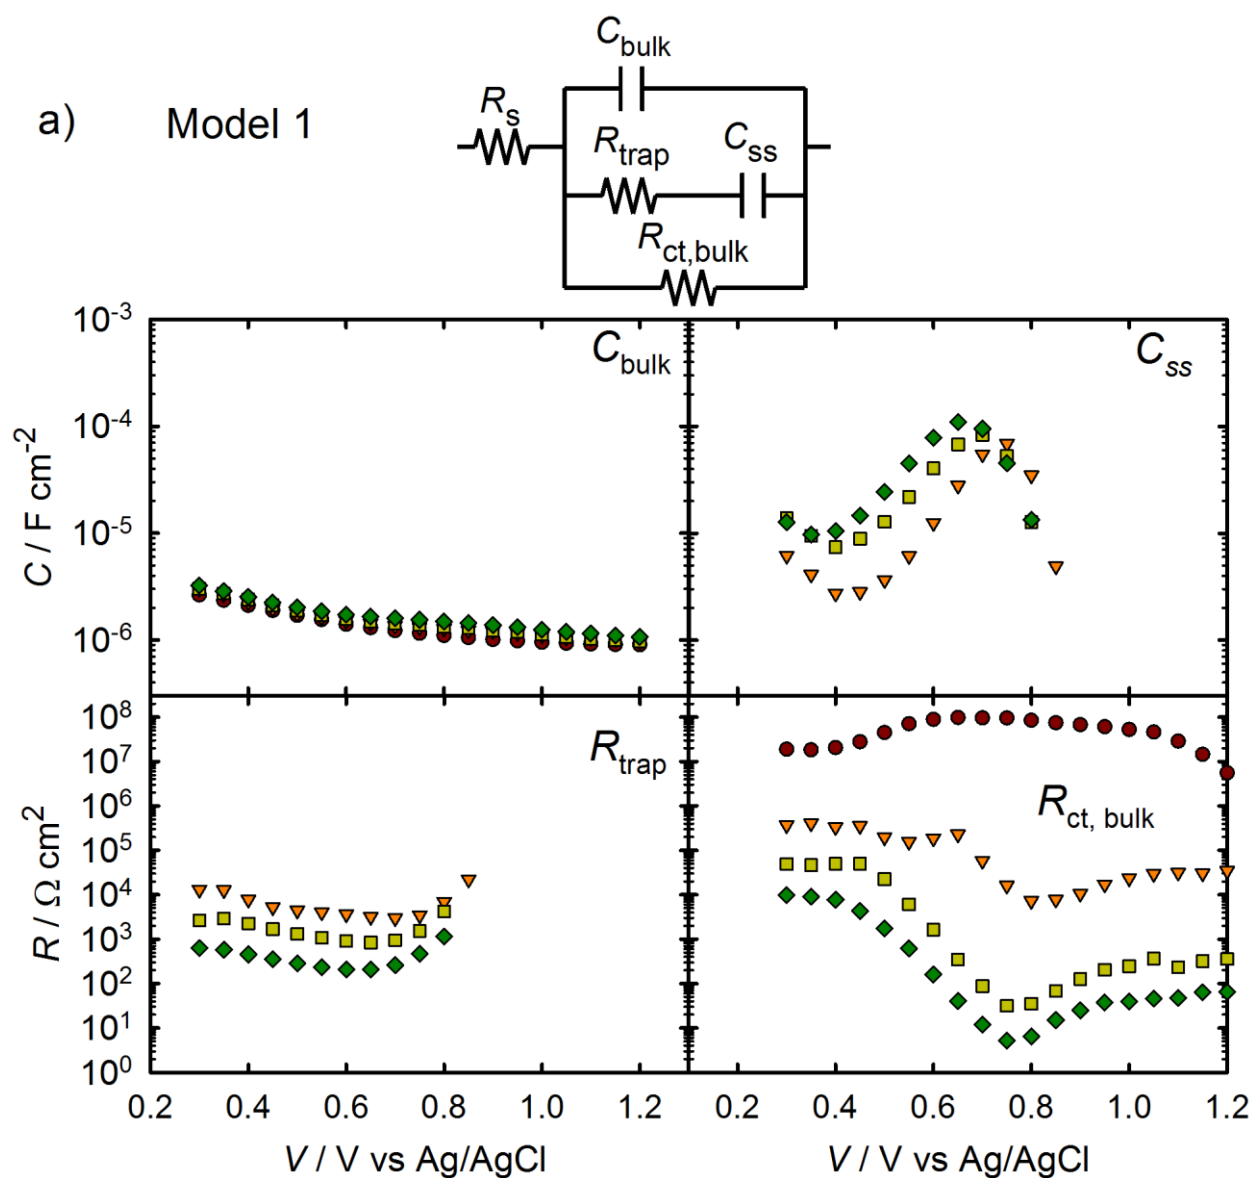 a) Model 1
C_bulk
R_s
R_trap C_ss
R_ct,bulk
C_bulk
C_ss
10^-3
10^-4
10^-5
10^-6
C / F cm^-2
R_trap
R_ct, bulk
10^8
10^7
10^6
10^5
10^4
10^3
10^2
10^1
10^0
R / Ω cm^2
0.2 0.4 0.6 0.8 1.0 1.2 0.2 0.4 0.6 0.8 1.0 1.2
V / V vs Ag/AgCl V / V vs Ag/AgCl